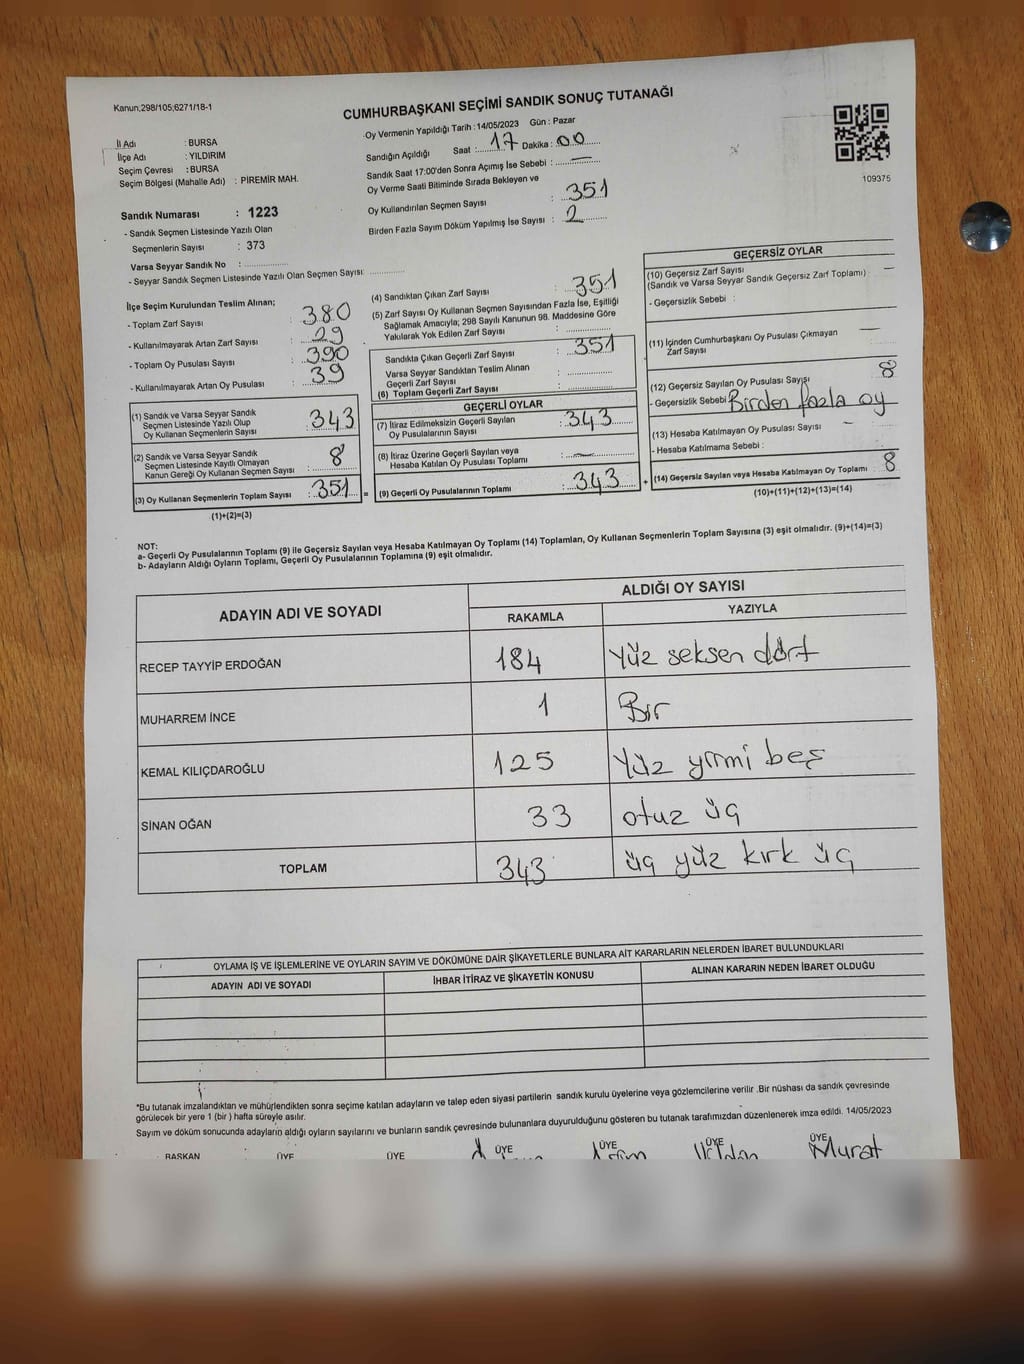 Kanun;298/105;6271/18-1
CUMHURBAŞKANI SEÇİMİ SANDIK SONUÇ TUTANAĞI
Oy Vermenin Yapıldığı Tarih : 14/05/2023 Gün : Pazar
İl Adı : BURSA
İlçe Adı : YILDIRIM
Seçim Çevresi : BURSA
Seçim Bölgesi (Mahalle Adı) : PİREMİR MAH.
Sandığın Açıldığı Saat : 17 Dakika : 00
Sandık Saat 17:00'den Sonra Açımış İse Sebebi : —
Oy Verme Saati Bitiminde Sırada Bekleyen ve
Oy Kullandırılan Seçmen Sayısı : 351
Birden Fazla Sayım Döküm Yapılmış İse Sayısı : 2
109375
Sandık Numarası : 1223
- Sandık Seçmen Listesinde Yazılı Olan
Seçmenlerin Sayısı : 373
Varsa Seyyar Sandık No :
- Seyyar Sandık Seçmen Listesinde Yazılı Olan Seçmen Sayısı:
İlçe Seçim Kurulundan Teslim Alınan;
- Toplam Zarf Sayısı : 380
- Kullanılmayarak Artan Zarf Sayısı : 29
- Toplam Oy Pusulası Sayısı : 390
- Kullanılmayarak Artan Oy Pusulası : 39
(1) Sandık ve Varsa Seyyar Sandık
Seçmen Listesinde Yazılı Olup
Oy Kullanan Seçmenlerin Sayısı : 343
(2) Sandık ve Varsa Seyyar Sandık
Seçmen Listesinde Kayıtlı Olmayan
Kanun Gereği Oy Kullanan Seçmen Sayısı : 8
(3) Oy Kullanan Seçmenlerin Toplam Sayısı : 351 =
(1)+(2)=(3)
(4) Sandıktan Çıkan Zarf Sayısı : 351
(5) Zarf Sayısı Oy Kullanan Seçmen Sayısından Fazla İse, Eşitliği
Sağlamak Amacıyla; 298 Sayılı Kanunun 98. Maddesine Göre
Yakılarak Yok Edilen Zarf Sayısı :
Sandıkta Çıkan Geçerli Zarf Sayısı : 351
Varsa Seyyar Sandıktan Teslim Alınan
Geçerli Zarf Sayısı :
(6) Toplam Geçerli Zarf Sayısı :
GEÇERLİ OYLAR
(7) İtiraz Edilmeksizin Geçerli Sayılan
Oy Pusulalarının Sayısı : 343
(8) İtiraz Üzerine Geçerli Sayılan veya
Hesaba Katılan Oy Pusulası Toplamı : —
(9) Geçerli Oy Pusulalarının Toplamı : 343 +
GEÇERSİZ OYLAR
(10) Geçersiz Zarf Sayısı —
(Sandık ve Varsa Seyyar Sandık Geçersiz Zarf Toplamı) :
- Geçersizlik Sebebi :
(11) İçinden Cumhurbaşkanı Oy Pusulası Çıkmayan —
Zarf Sayısı
(12) Geçersiz Sayılan Oy Pusulası Sayısı 8
- Geçersizlik Sebebi Birden fazla oy
(13) Hesaba Katılmayan Oy Pusulası Sayısı —
- Hesaba Katılmama Sebebi :
(14) Geçersiz Sayılan veya Hesaba Katılmayan Oy Toplamı : 8
(10)+(11)+(12)+(13)=(14)
NOT:
a- Geçerli Oy Pusulalarının Toplamı (9) ile Geçersiz Sayılan veya Hesaba Katılmayan Oy Toplamı (14) Toplamları, Oy Kullanan Seçmenlerin Toplam Sayısına (3) eşit olmalıdır. (9)+(14)=(3)
b- Adayların Aldığı Oyların Toplamı, Geçerli Oy Pusulalarının Toplamına (9) eşit olmalıdır.
ADAYIN ADI VE SOYADI
ALDIĞI OY SAYISI
RAKAMLA YAZIYLA
RECEP TAYYİP ERDOĞAN 184 Yüz seksen dört
MUHARREM İNCE 1 Bir
KEMAL KILIÇDAROĞLU 125 Yüz yirmi beş
SİNAN OĞAN 33 otuz üç
TOPLAM 343 üç yüz kırk üç
OYLAMA İŞ VE İŞLEMLERİNE VE OYLARIN SAYIM VE DÖKÜMÜNE DAİR ŞİKAYETLERLE BUNLARA AİT KARARLARIN NELERDEN İBARET BULUNDUKLARI
ADAYIN ADI VE SOYADI İHBAR İTİRAZ VE ŞİKAYETİN KONUSU ALINAN KARARIN NEDEN İBARET OLDUĞU
*Bu tutanak imzalandıktan ve mühürlendikten sonra seçime katılan adayların ve talep eden siyasi partilerin sandık kurulu üyelerine veya gözlemcilerine verilir .Bir nüshası da sandık çevresinde
görülecek bir yere 1 (bir ) hafta süreyle asılır.
Sayım ve döküm sonucunda adayların aldığı oyların sayılarını ve bunların sandık çevresinde bulunanlara duyurulduğunu gösteren bu tutanak tarafımızdan düzenlenerek imza edildi. 14/05/2023
BAŞKAN ÜYE ÜYE ÜYE ÜYE ÜYE ÜYE
Murat